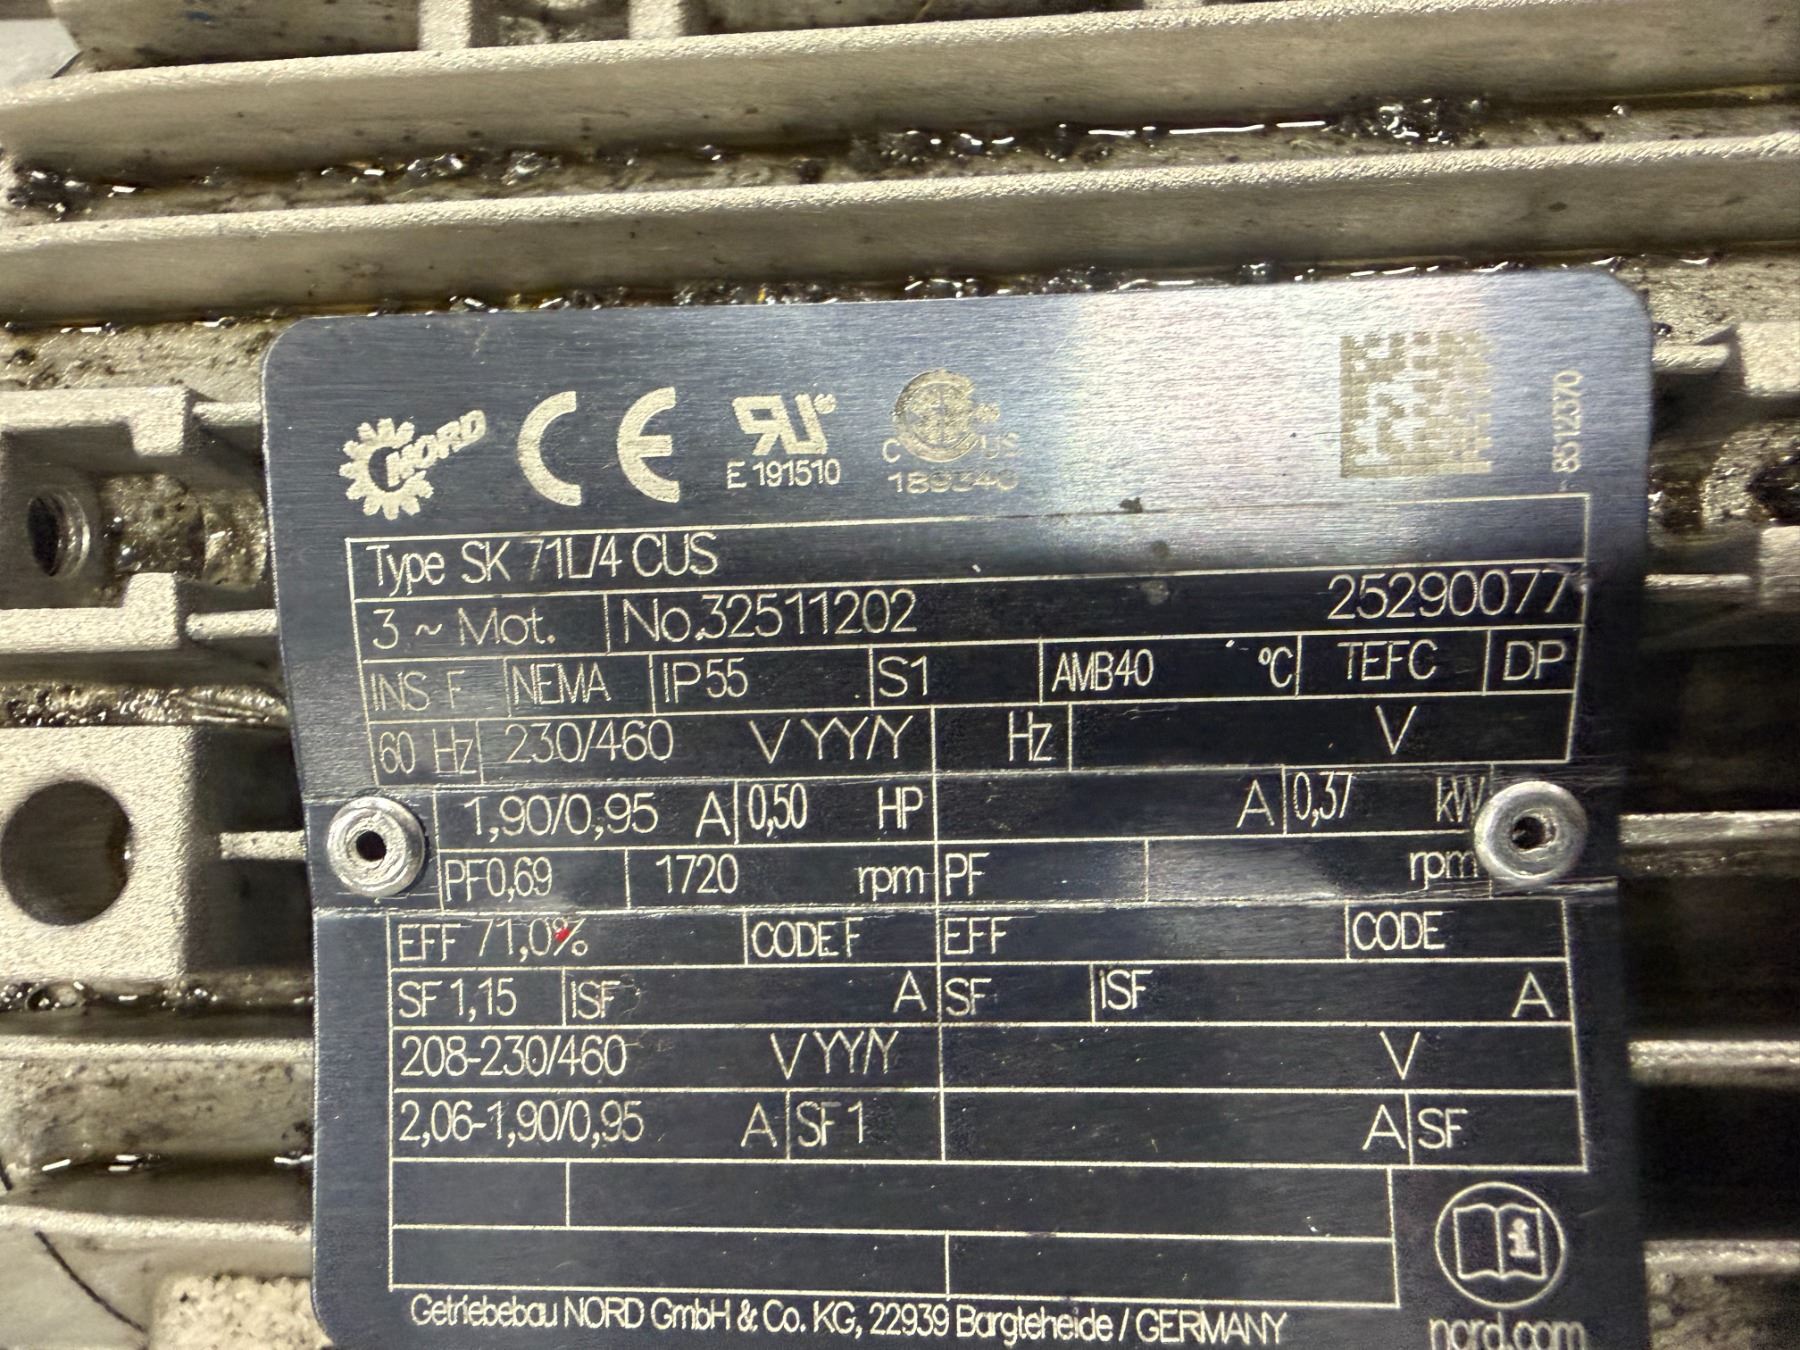 NORD CE RU E 191510 C US 189340
8512370
Type SK 71L/4 CUS
3 ~ Mot. No.32511202 25290077
INS F NEMA IP55 S1 AMB40 °C TEFC DP
60 Hz 230/460 V YY/Y Hz V
1,90/0,95 A 0,50 HP A 0,37 kW
PF0,69 1720 rpm PF rpm
EFF 71,0% CODE F EFF CODE
SF 1,15 ISF A SF iSF A
208-230/460 V YY/Y V
2,06-1,90/0,95 A SF 1 A SF
Getriebebau NORD GmbH & Co. KG, 22939 Bargteheide / GERMANY
nord.com